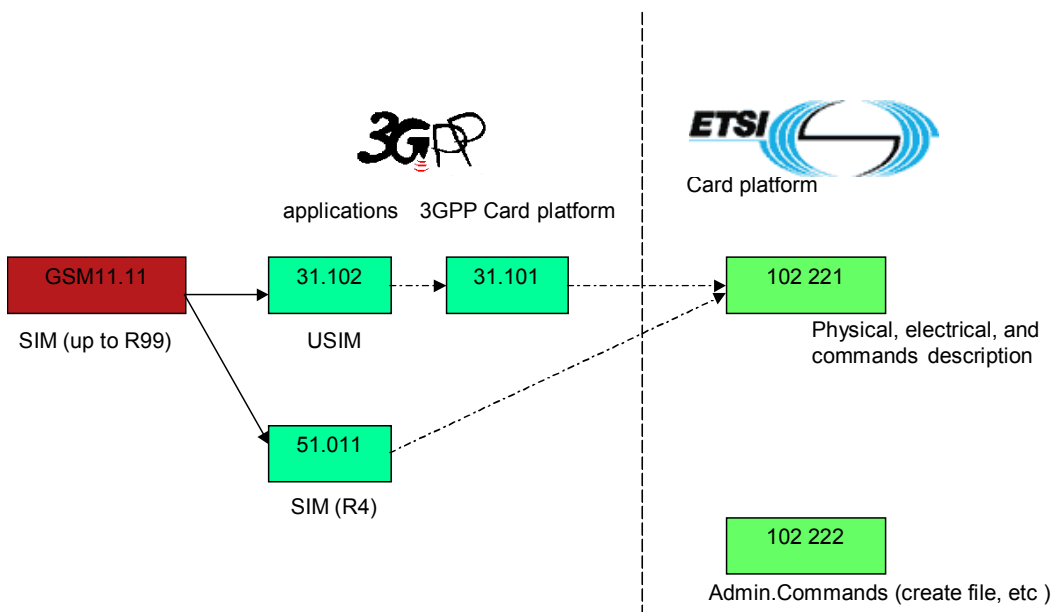 3GPP
ETSI
Card platform
applications 3GPP Card platform
GSM11.11
31.102
31.101
102 221
SIM (up to R99)
USIM
Physical, electrical, and
commands description
51.011
SIM (R4)
102 222
Admin.Commands (create file, etc )